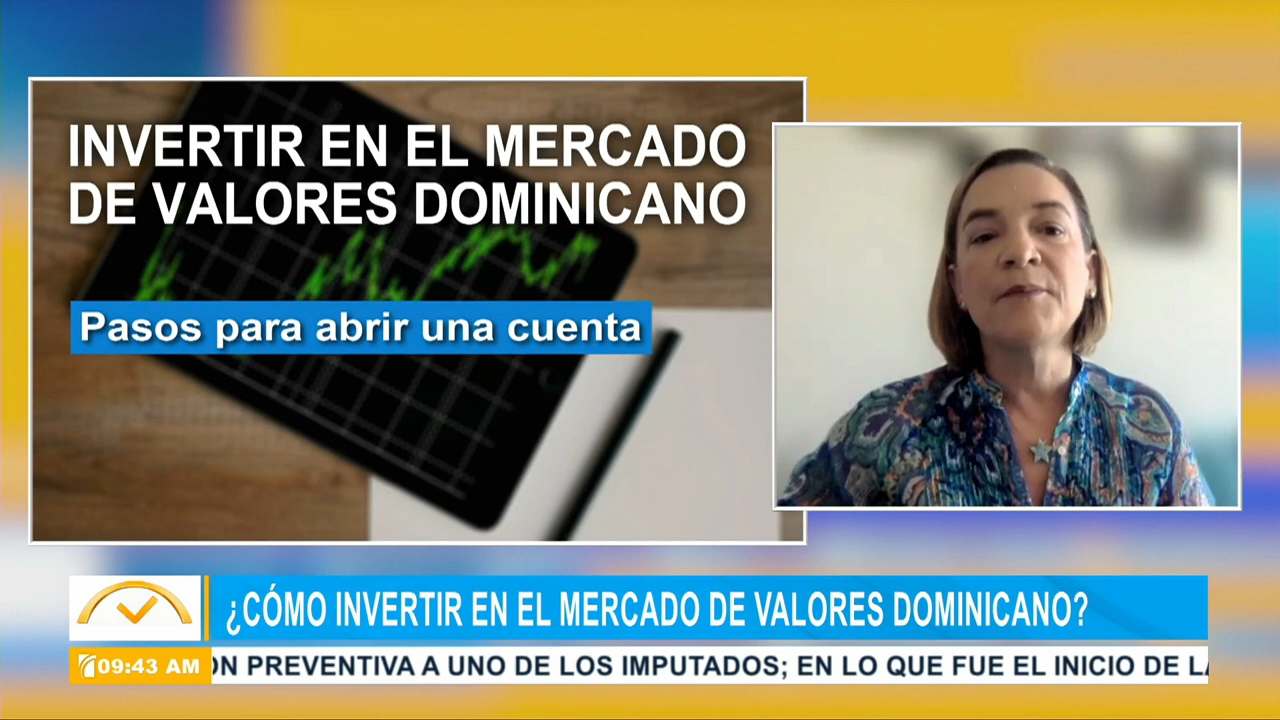 INVERTIR EN EL MERCADO
DE VALORES DOMINICANO
Pasos para abrir una cuenta
¿CÓMO INVERTIR EN EL MERCADO DE VALORES DOMINICANO?
09:43 AM
PREVENTIVA A UNO DE LOS IMPUTADOS; EN LO QUE FUE EL INICIO DE